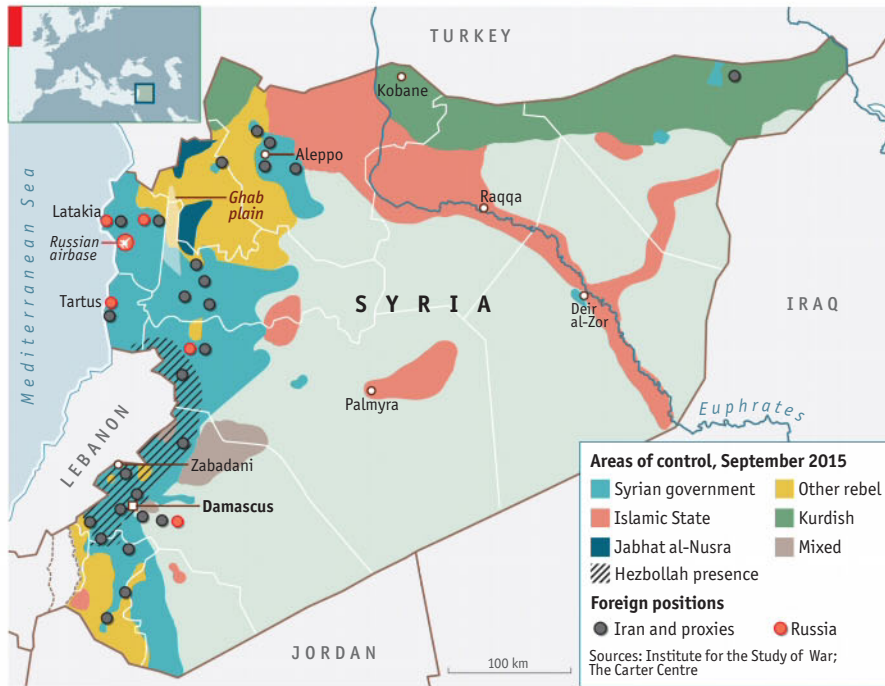 TURKEY
Kobane
Aleppo
Ghab
plain
Raqqa
Mediterranean Sea
Latakia
Russian
airbase
Tartus
SYRIA
Deir
al-Zor
IRAQ
Palmyra
Euphrates
LEBANON
Zabadani
Damascus
JORDAN
100 km
Areas of control, September 2015
Syrian government
Other rebel
Islamic State
Kurdish
Jabhat al-Nusra
Mixed
Hezbollah presence
Foreign positions
Iran and proxies
Russia
Sources: Institute for the Study of War;
The Carter Centre